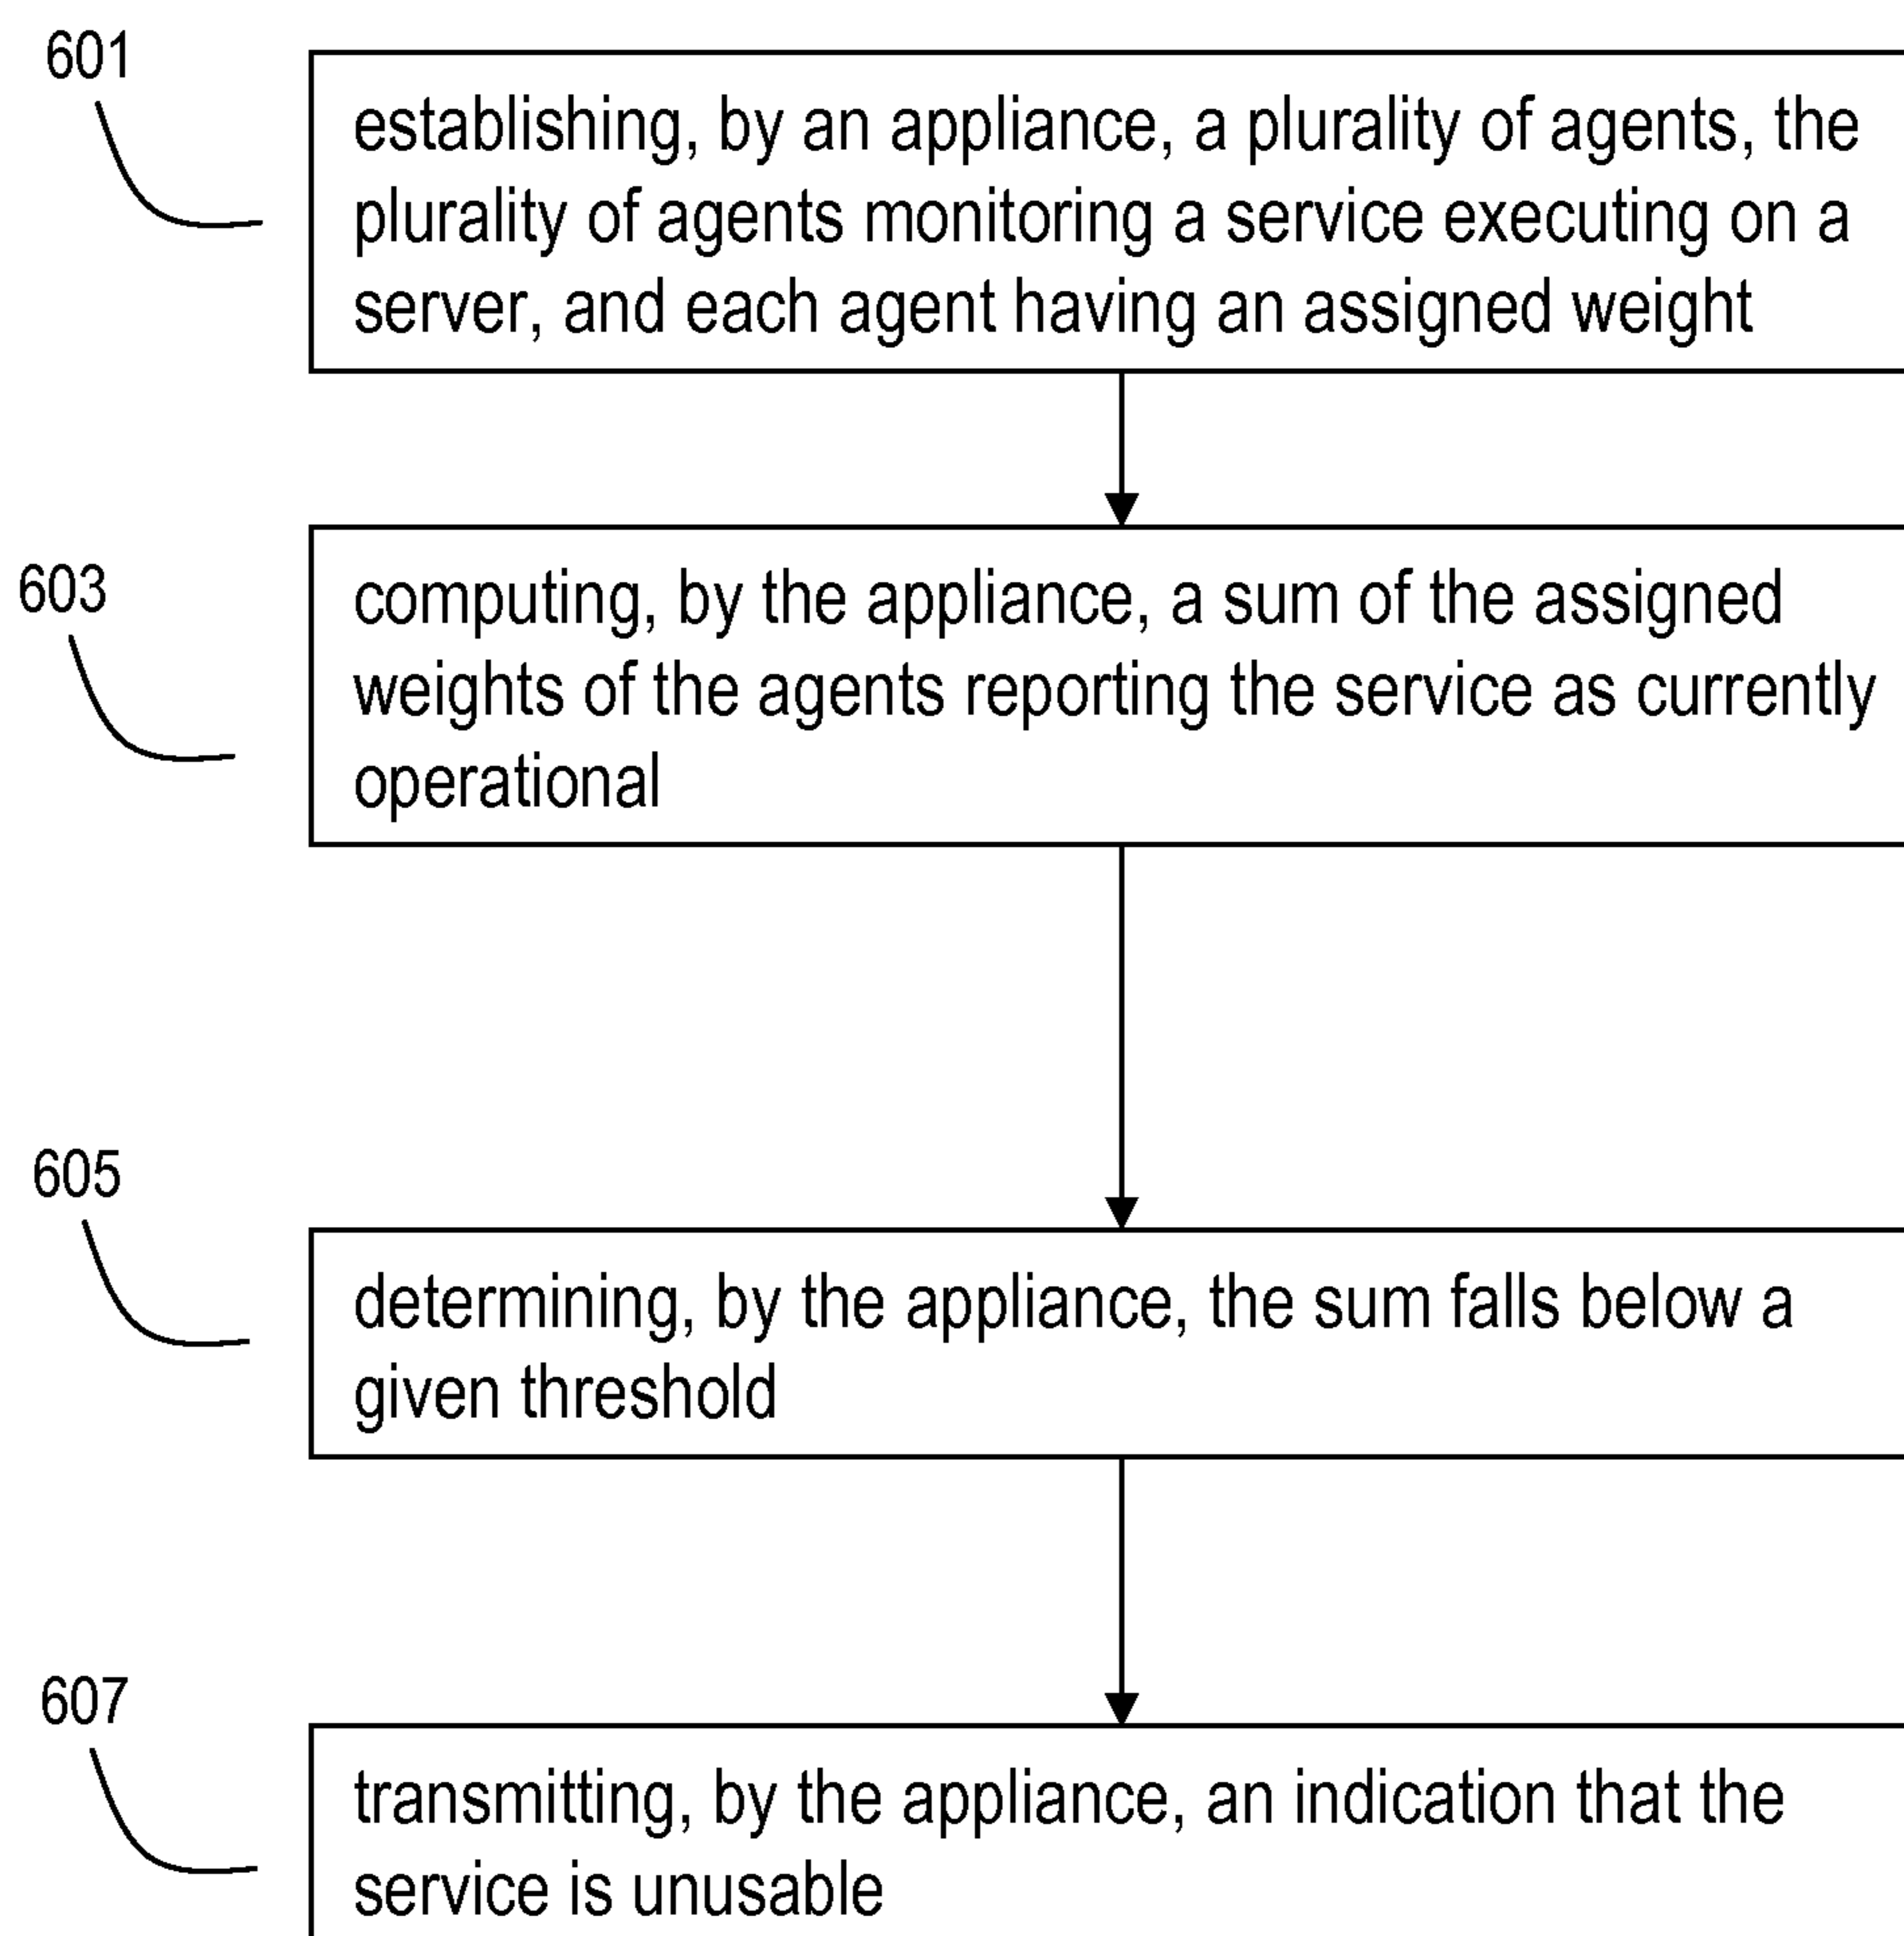 601
establishing, by an appliance, a plurality of agents, the
plurality of agents monitoring a service executing on a
server, and each agent having an assigned weight
603
computing, by the appliance, a sum of the assigned
weights of the agents reporting the service as currently
operational
605
determining, by the appliance, the sum falls below a
given threshold
607
transmitting, by the appliance, an indication that the
service is unusable